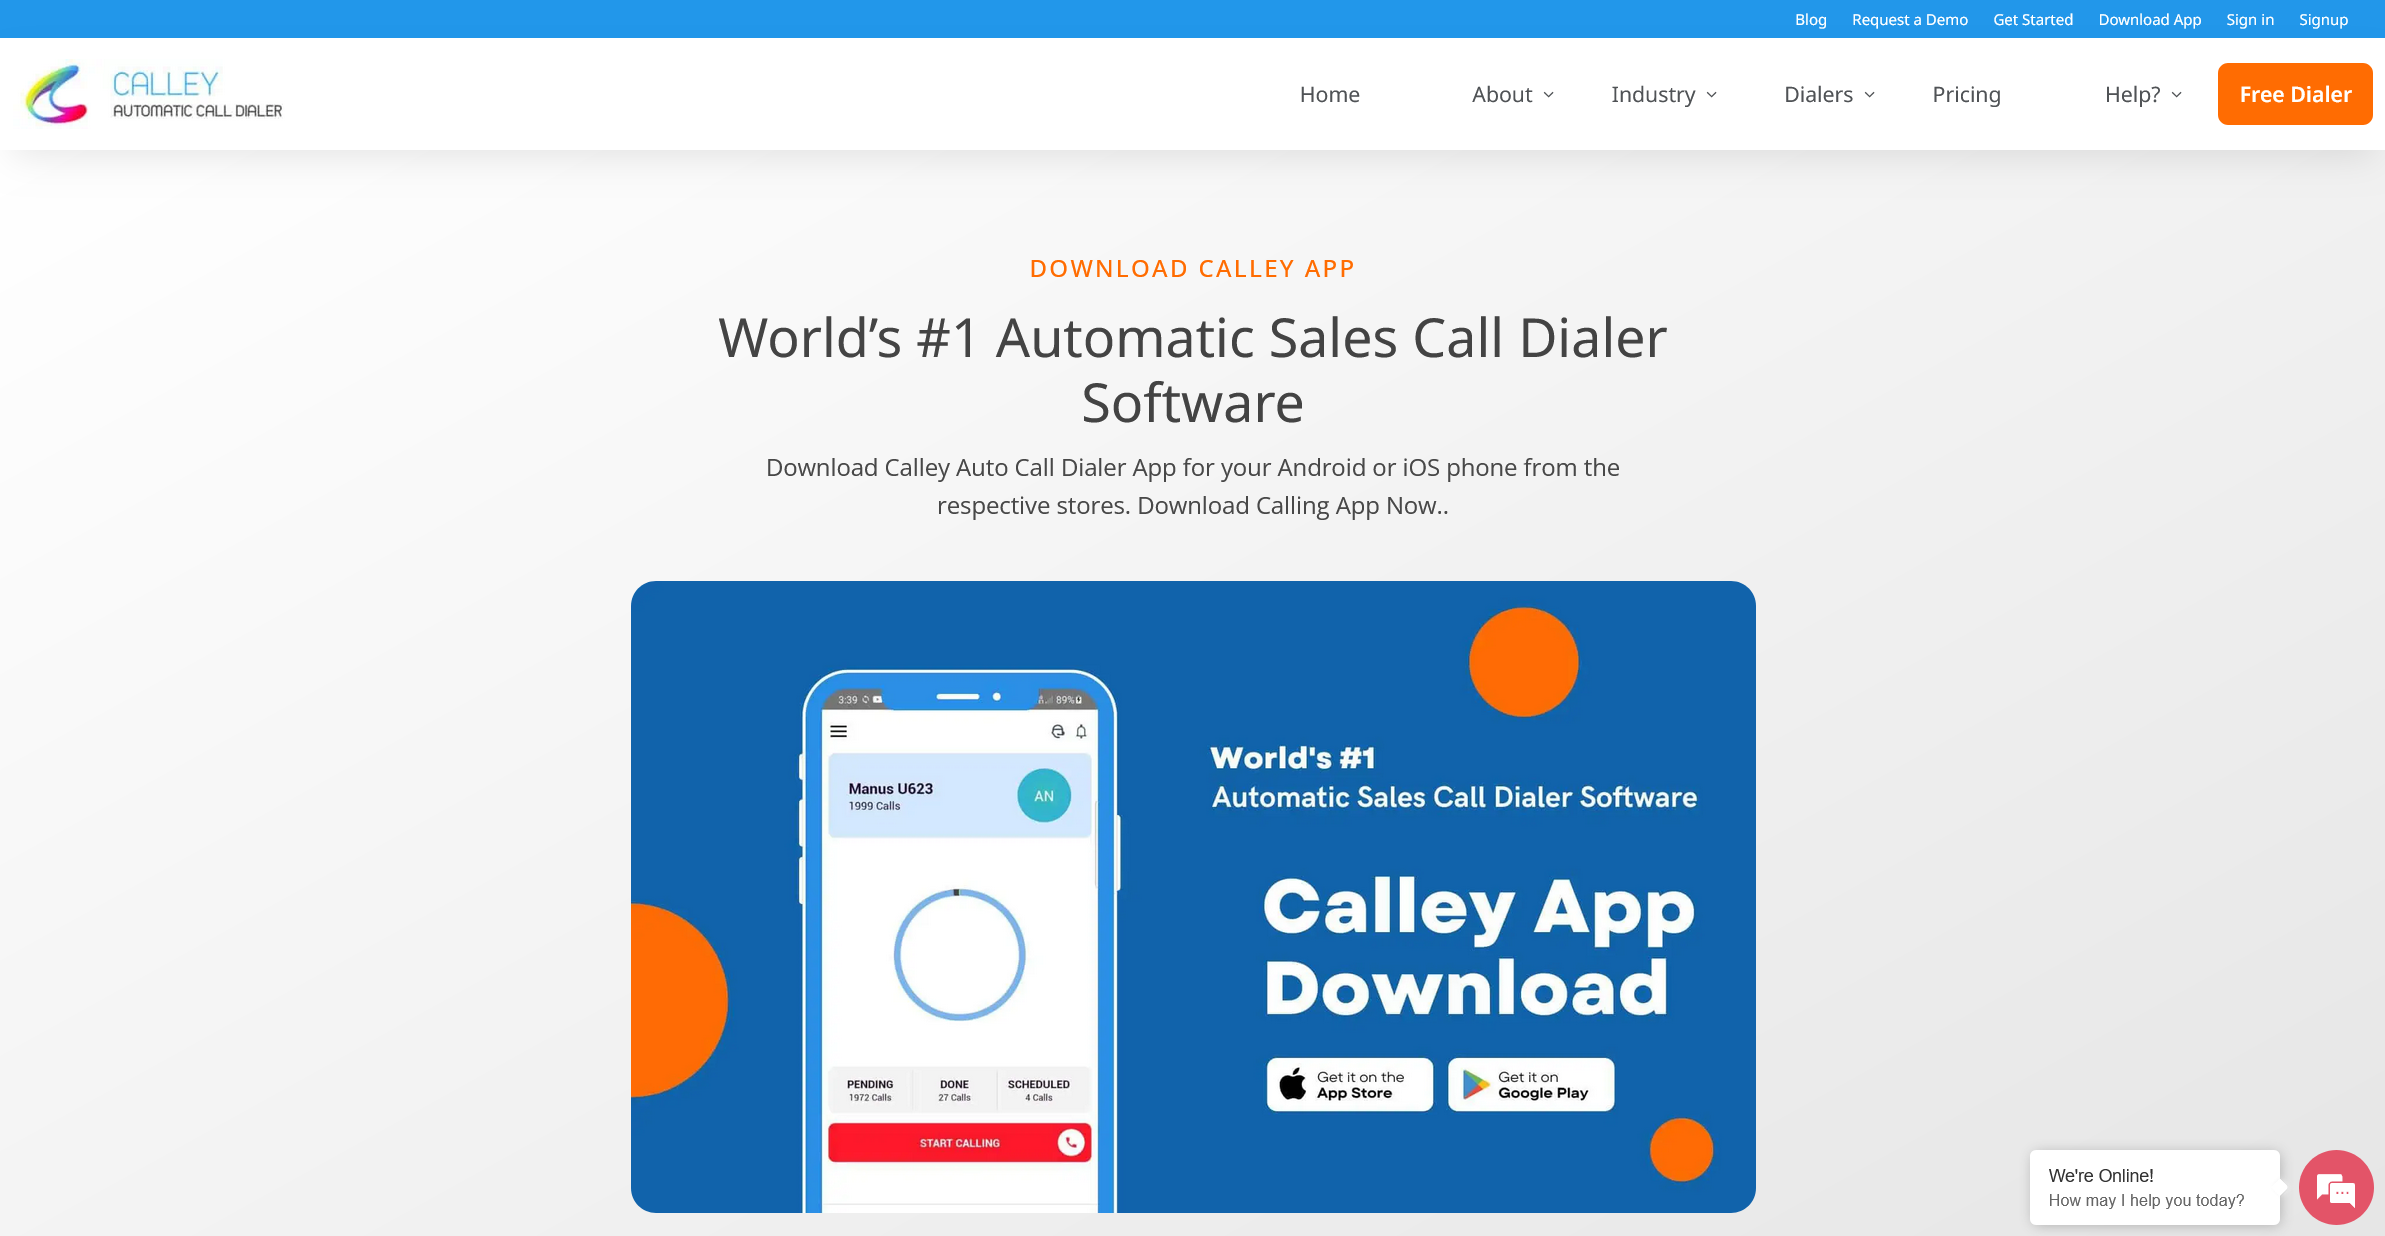 Blog Request a Demo Get Started Download App Sign in Signup
CALLEY
AUTOMATIC CALL DIALER
Home About Industry Dialers Pricing Help? Free Dialer
DOWNLOAD CALLEY APP
World’s #1 Automatic Sales Call Dialer
Software
Download Calley Auto Call Dialer App for your Android or iOS phone from the
respective stores. Download Calling App Now..
3:39 89%
Manus U623
1999 Calls
AN
PENDING DONE SCHEDULED
1972 Calls 27 Calls 4 Calls
START CALLING
World's #1
Automatic Sales Call Dialer Software
Calley App
Download
Get it on the
App Store
Get it on
Google Play
We're Online!
How may I help you today?